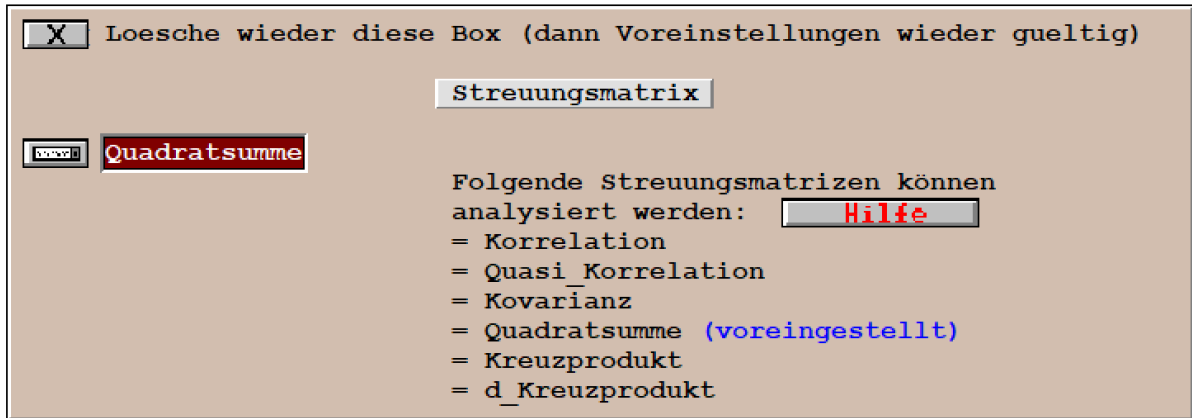 X Loesche wieder diese Box (dann Voreinstellungen wieder gueltig)
Streuungsmatrix
Quadratsumme
Folgende Streuungsmatrizen können
analysiert werden: Hilfe
= Korrelation
= Quasi_Korrelation
= Kovarianz
= Quadratsumme (voreingestellt)
= Kreuzprodukt
= d_Kreuzprodukt